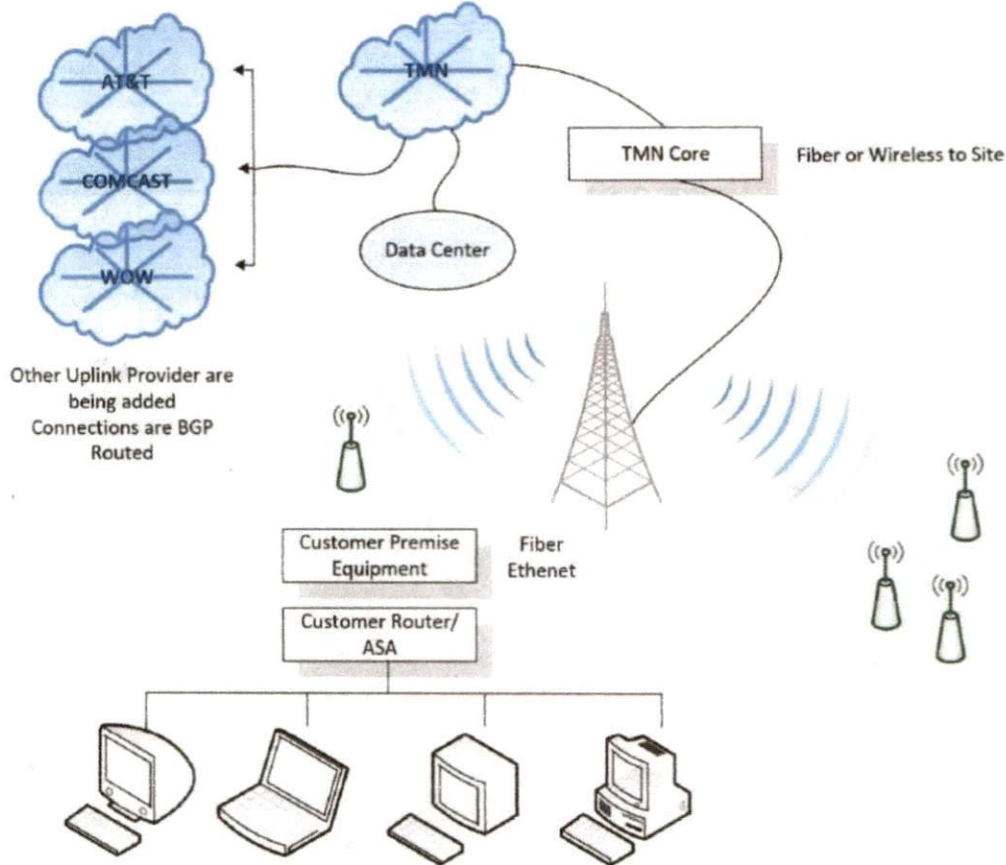 AT&T
TMN
TMN Core
Fiber or Wireless to Site
COMCAST
Data Center
WOW
Other Uplink Provider are
being added
Connections are BGP
Routed
Customer Premise
Equipment
Fiber
Ethenet
Customer Router/
ASA